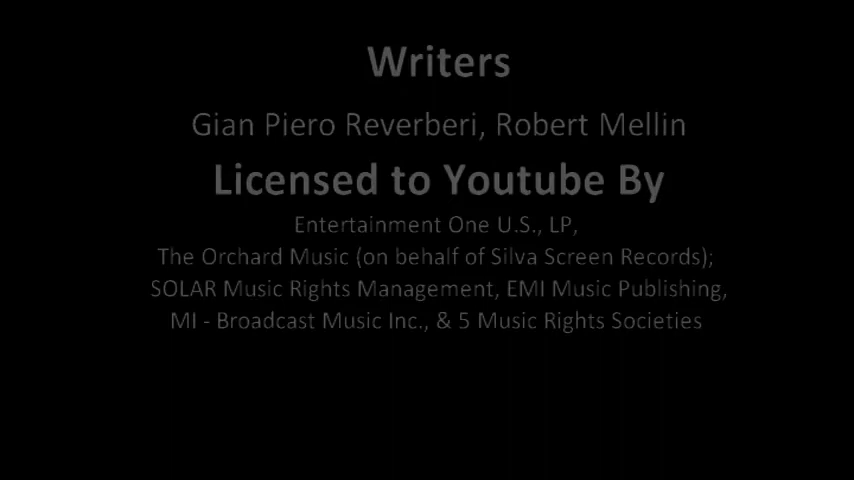 Writers
Gian Piero Reverberi, Robert Mellin
Licensed to Youtube By
Entertainment One U.S., LP,
The Orchard Music (on behalf of Silva Screen Records);
SOLAR Music Rights Management, EMI Music Publishing,
MI - Broadcast Music Inc., & 5 Music Rights Societies